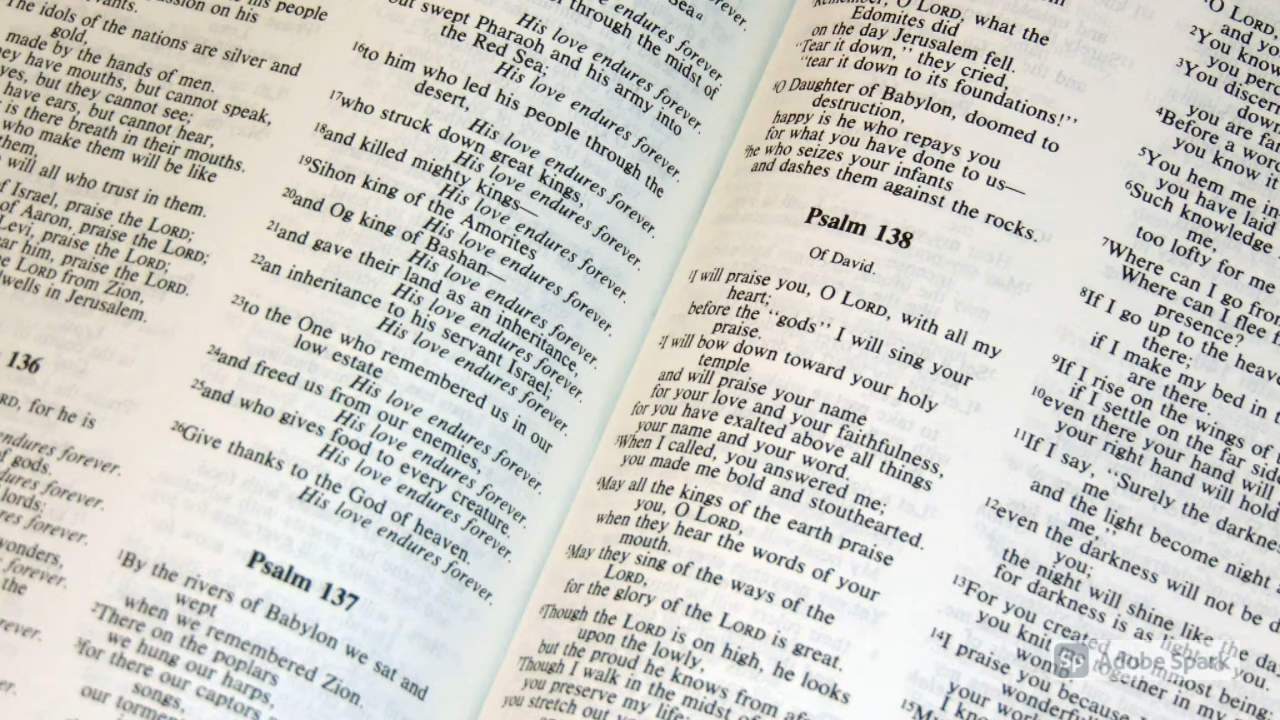 The idols of the nations are silver and
gold,
made by the hands of men.
have mouths, but cannot speak,
but they cannot see;
have ears, but cannot hear,
is there breath in their mouths.
who make them will be like
them,
will all who trust in them.
of Israel, praise the LORD;
of Aaron, praise the LORD;
Levi, praise the LORD;
him, praise the LORD.
LORD from Zion,
dwells in Jerusalem.
136
for he is
endures forever.
of gods.
forever.
lords:
forever.
wonders,
forever.
the
through the midst of
His love endures forever.
swept Pharaoh and his army into
the Red Sea;
His love endures forever.
16to him who led his people through the
desert,
His love endures forever.
17who struck down great kings,
His love endures forever.
18and killed mighty kings—
His love endures forever.
19Sihon king of the Amorites
His love endures forever.
20and Og king of Bashan—
His love endures forever.
21and gave their land as an inheritance,
His love endures forever.
22an inheritance to his servant Israel;
His love endures forever.
23to the One who remembered us in our
low estate
His love endures forever.
24and freed us from our enemies,
His love endures forever.
25and who gives food to every creature.
His love endures forever.
26Give thanks to the God of heaven.
His love endures forever.
Psalm 137
1By the rivers of Babylon we sat and
wept
when we remembered Zion.
2There on the poplars
we hung our harps,
3for there our captors
songs,
our
Remember, O LORD, what the
Edomites did
on the day Jerusalem fell.
"Tear it down," they cried,
"tear it down to its foundations!"
8O Daughter of Babylon, doomed to
destruction,
happy is he who repays you
for what you have done to us—
9he who seizes your infants
and dashes them against the rocks.
Psalm 138
Of David.
1I will praise you, O LORD, with all my
heart;
before the "gods" I will sing your
praise.
2I will bow down toward your holy
temple
and will praise your name
for your love and your faithfulness,
for you have exalted above all things
your name and your word.
3When I called, you answered me;
you made me bold and stouthearted.
4May all the kings of the earth praise
you, O LORD,
when they hear the words of your
mouth.
5May they sing of the ways of the
LORD,
for the glory of the LORD is great.
6Though the LORD is on high, he looks
upon the lowly,
but the proud he knows from
7Though I walk in the midst of
you preserve my life;
you stretch out
O LORD,
and
2You know
you
3You discern
you are
4Before a word
you know it
5You hem me in
you have laid
6Such knowledge
me,
too lofty for me
7Where can I go from
Where can I flee
presence?
8If I go up to the
there;
if I make my bed in
are there.
9If I rise on the wings of
if I settle on the far
10even there your hand will
your right hand will hold
11If I say, "Surely the
me
and the light become night
me,"
12even the darkness will not be
you;
the night will shine like
for darkness is as
13For you created
you knit
14I praise you because
wonderfully
your works
I know
Sp Adobe Spark